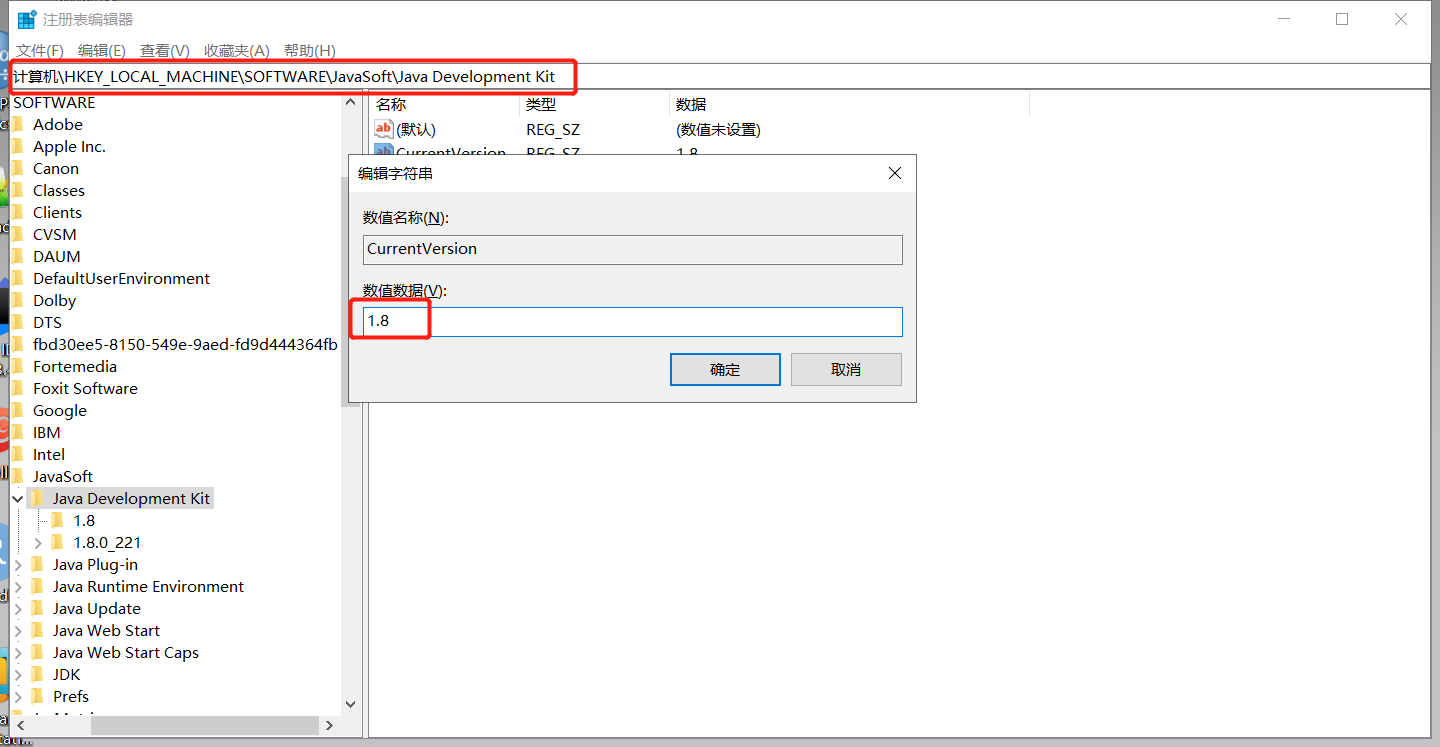 注册表编辑器
文件(F) 编辑(E) 查看(V) 收藏夹(A) 帮助(H)
计算机\HKEY_LOCAL_MACHINE\SOFTWARE\JavaSoft\Java Development Kit
SOFTWARE
Adobe
Apple Inc.
Canon
Classes
Clients
CVSM
DAUM
DefaultUserEnvironment
Dolby
DTS
fbd30ee5-8150-549e-9aed-fd9d444364fb
Fortemedia
Foxit Software
Google
IBM
Intel
JavaSoft
Java Development Kit
1.8
1.8.0_221
Java Plug-in
Java Runtime Environment
Java Update
Java Web Start
Java Web Start Caps
JDK
Prefs
名称 类型 数据
ab (默认) REG_SZ (数值未设置)
ab CurrentVersion REG_SZ 1.8
编辑字符串
数值名称(N):
CurrentVersion
数值数据(V):
1.8
确定 取消